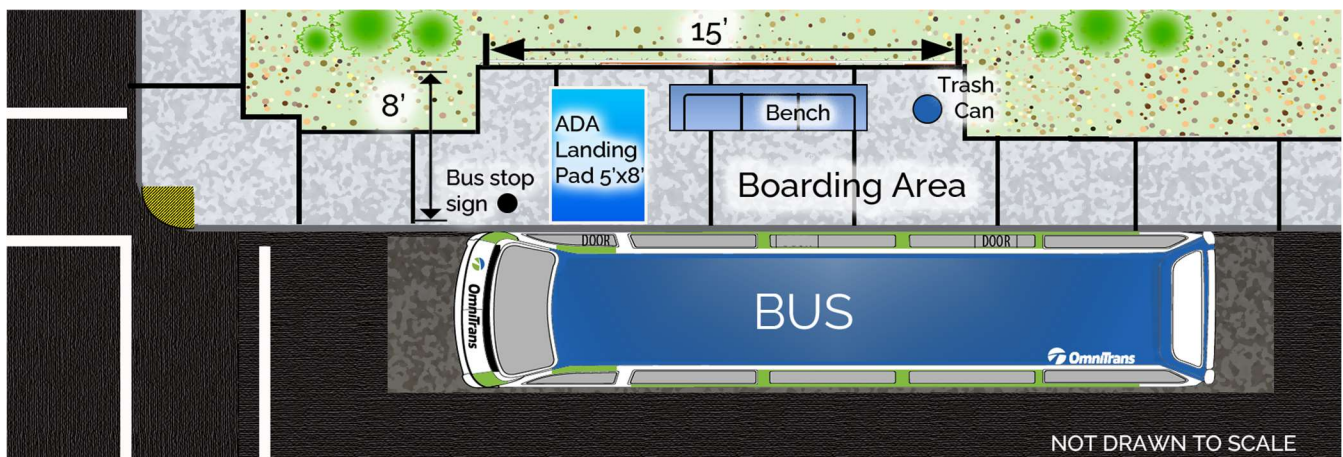 15’
8’
ADA
Landing
Pad 5’x8’
Bench
Trash
Can
Bus stop
sign
Boarding Area
DOOR
DOOR
OmniTrans
BUS
OmniTrans
NOT DRAWN TO SCALE